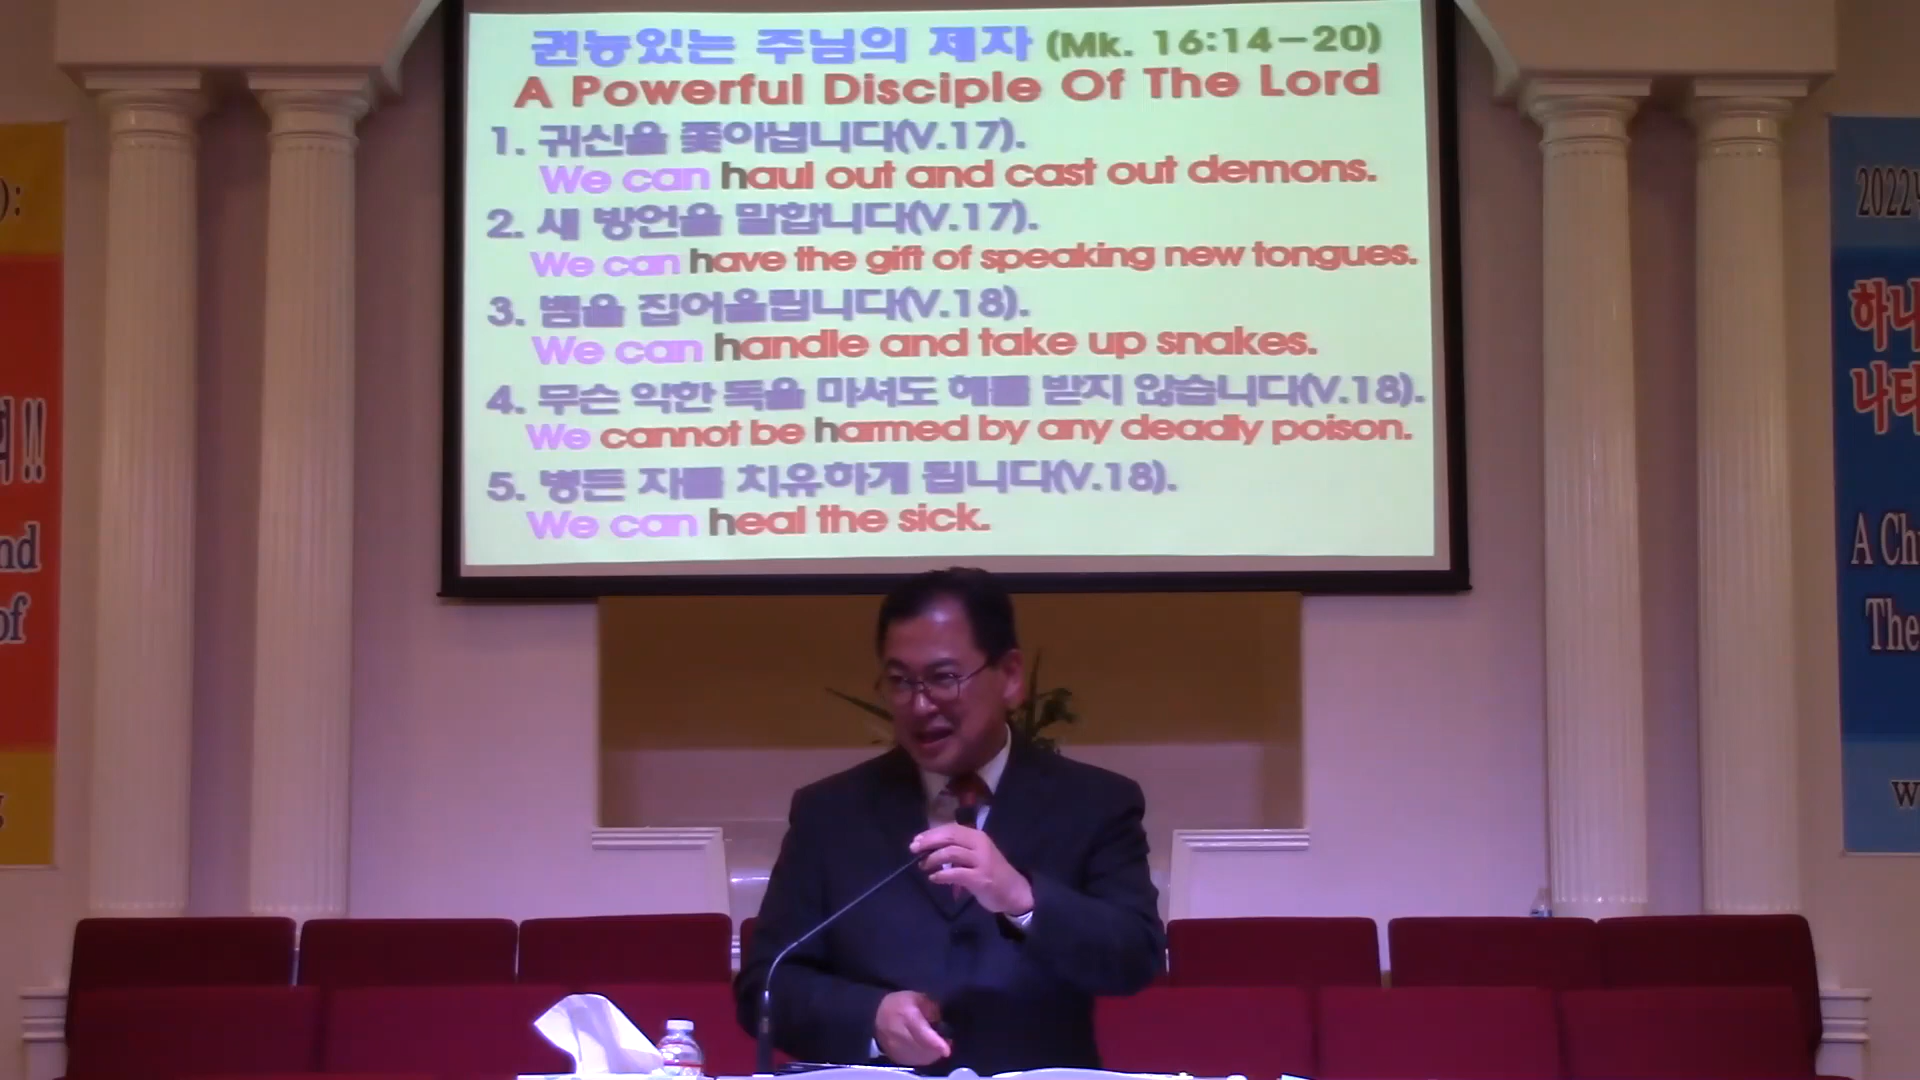 권능있는 주님의 제자 (Mk. 16:14-20)
A Powerful Disciple Of The Lord
1. 귀신을 쫓아냅니다(V.17).
We can haul out and cast out demons.
2. 새 방언을 말합니다(V.17).
We can have the gift of speaking new tongues.
3. 뱀을 집어올립니다(V.18).
We can handle and take up snakes.
4. 무슨 악한 독을 마셔도 해를 받지 않습니다(V.18).
We cannot be harmed by any deadly poison.
5. 병든 자를 치유하게 됩니다(V.18).
We can heal the sick.
):
!!
nd
of
2022
하나
나타
A Ch
The
w